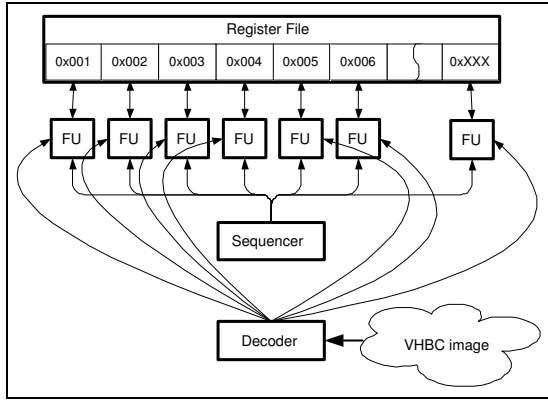 Register File
0x001 0x002 0x003 0x004 0x005 0x006 0xXXX
FU FU FU FU FU FU FU
Sequencer
Decoder
VHBC image